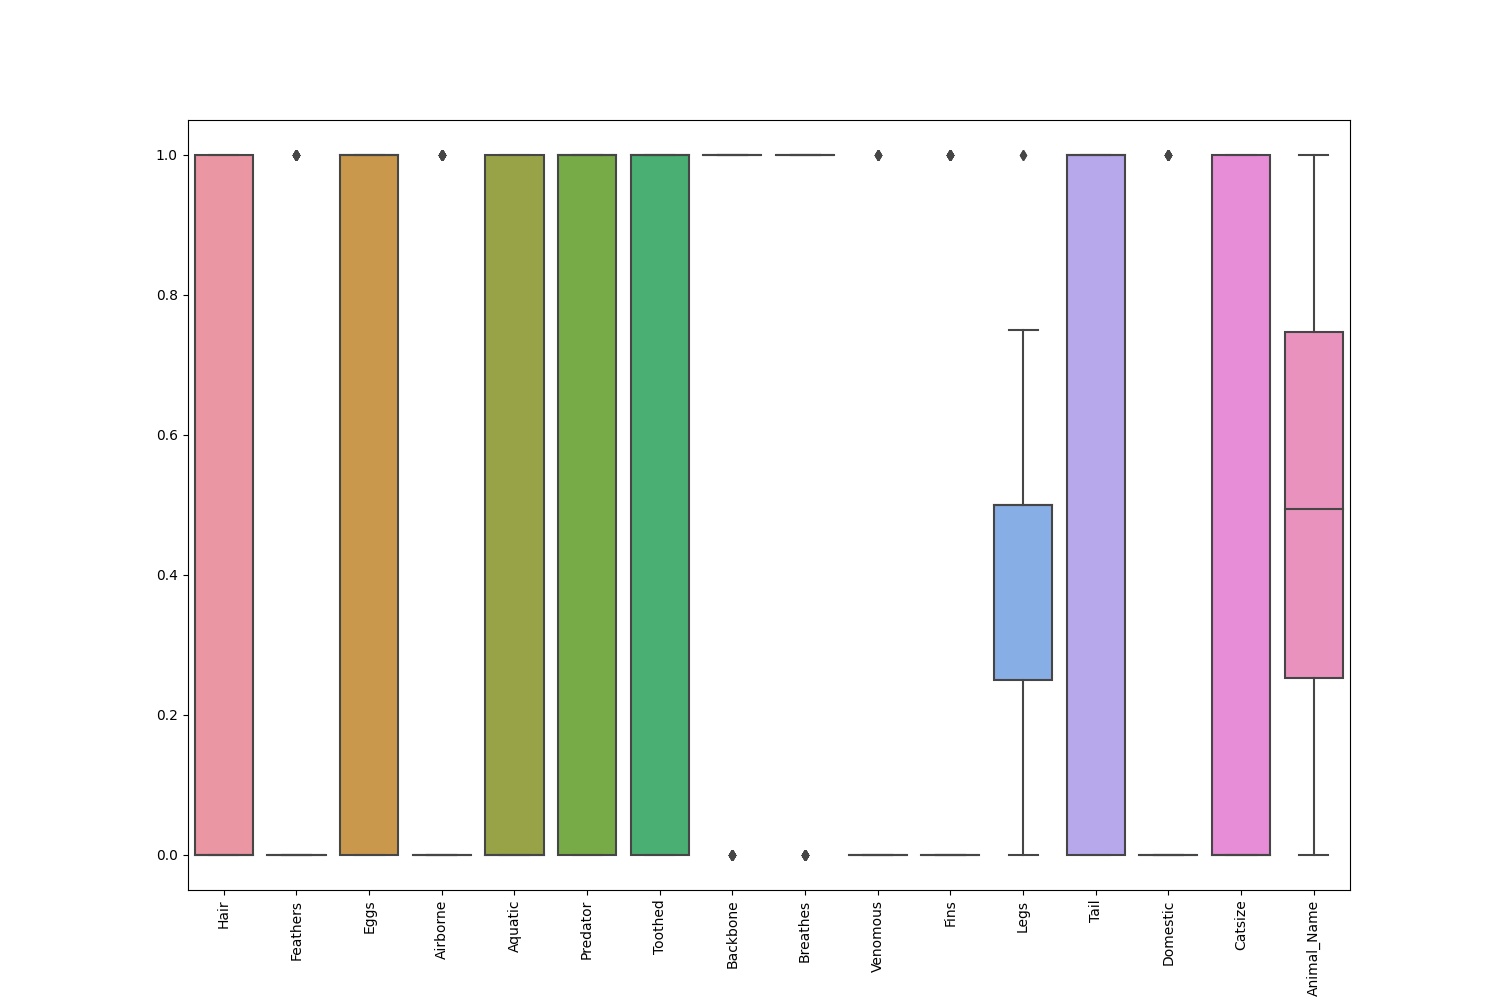 1.0
0.8
0.6
0.4
0.2
0.0
Hair
Feathers
Eggs
Airborne
Aquatic
Predator
Toothed
Backbone
Breathes
Venomous
Fins
Legs
Tail
Domestic
Catsize
Animal_Name